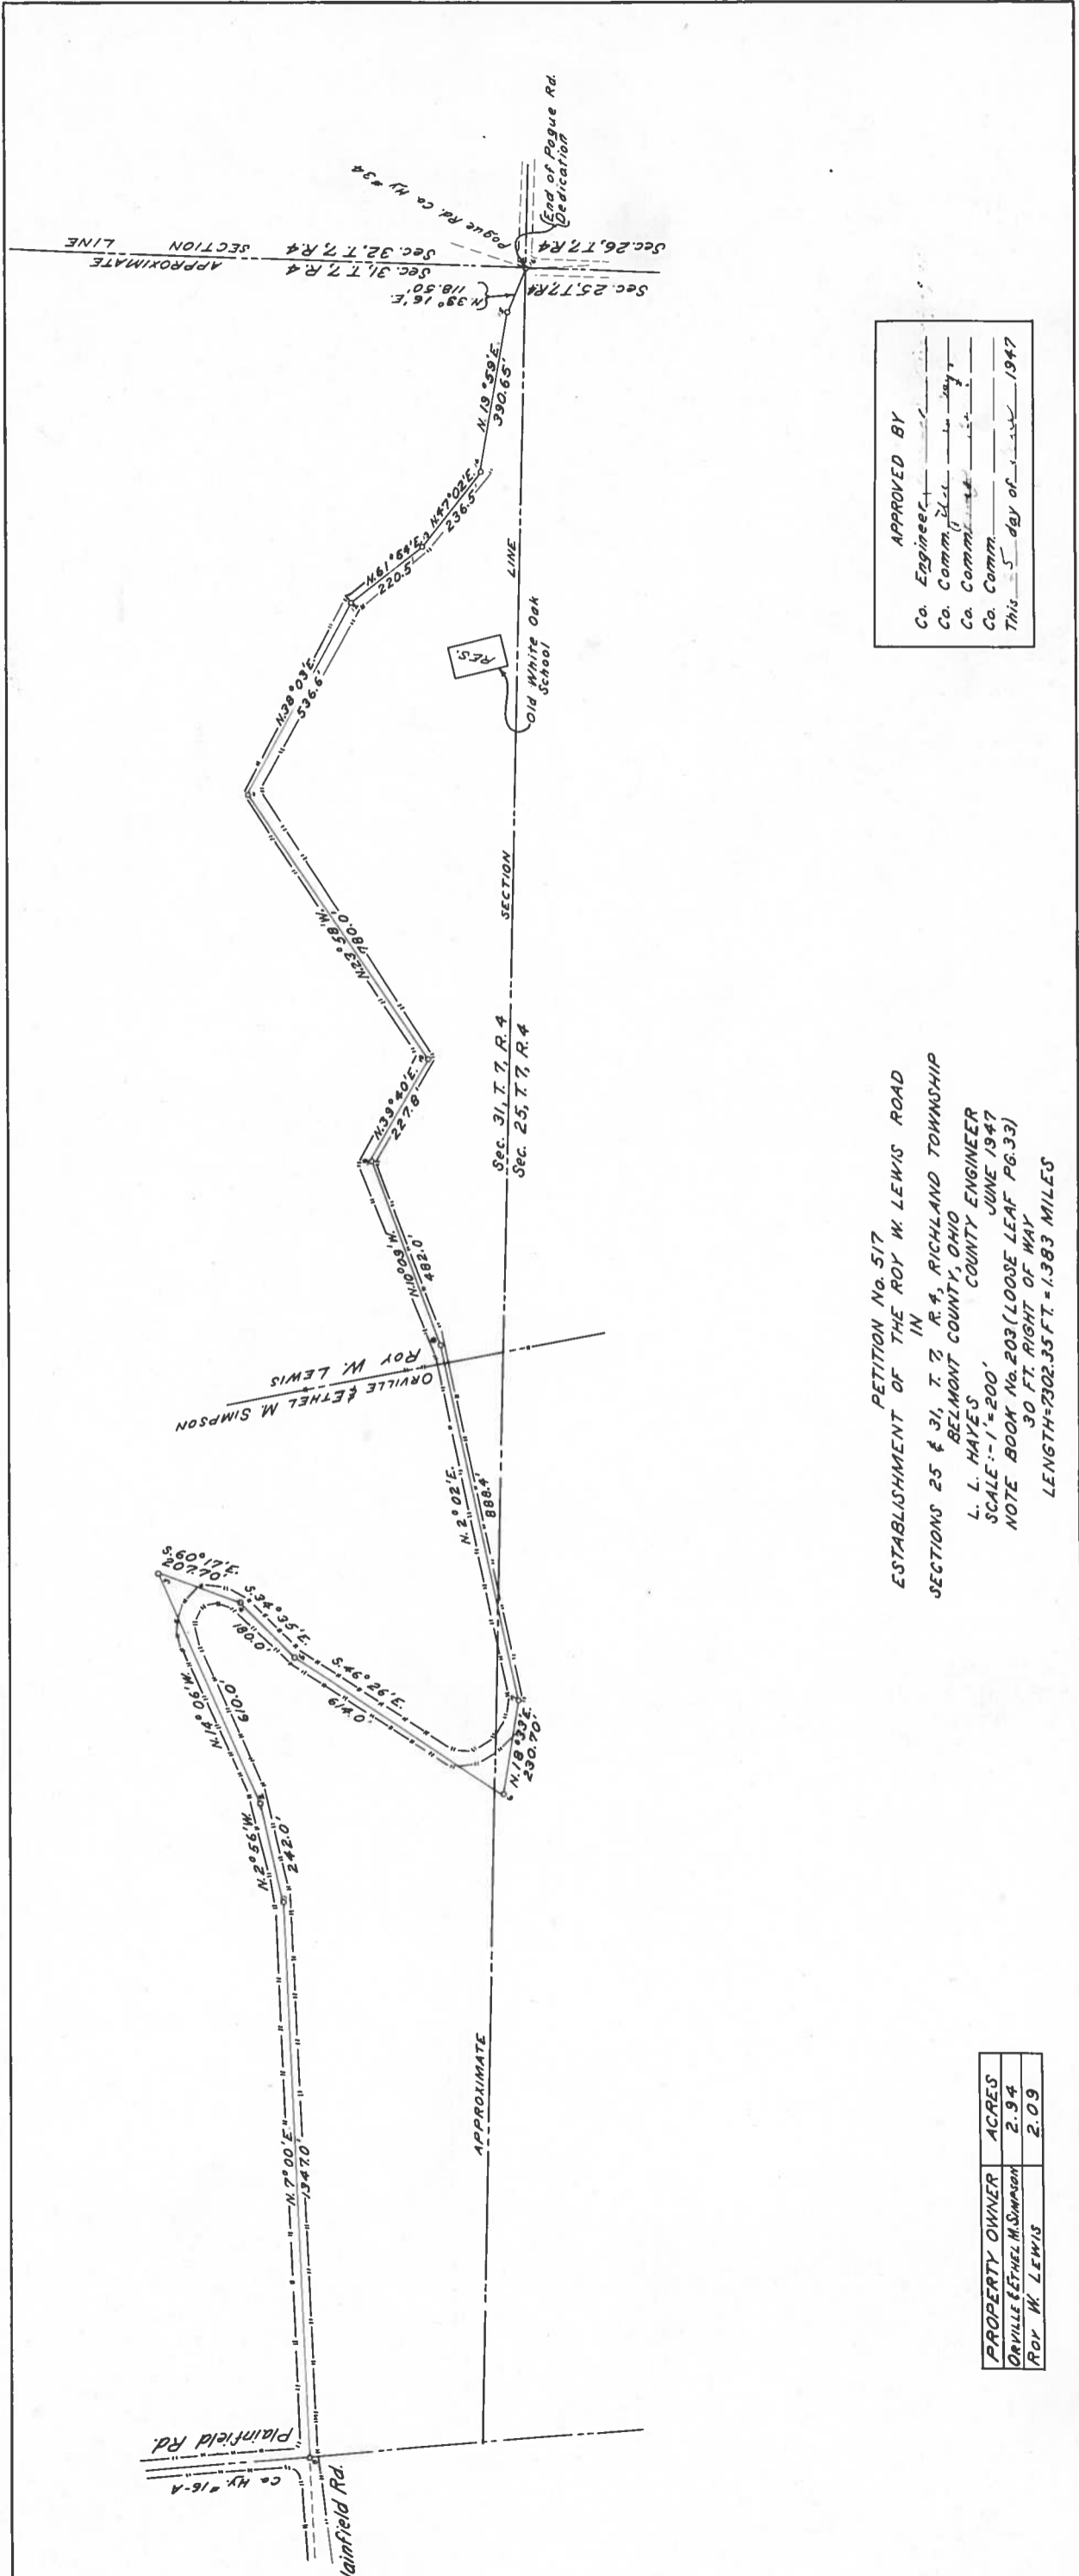 PETITION No. 517
ESTABLISHMENT OF THE ROY W. LEWIS ROAD
IN
SECTIONS 25 & 31, T. 7, R. 4, RICHLAND TOWNSHIP
BELMONT COUNTY, OHIO
L. L. HAYES COUNTY ENGINEER
SCALE:- 1"=200' JUNE 1947
NOTE BOOK No. 203 (LOOSE LEAF PG. 33)
30 FT. RIGHT OF WAY
LENGTH=7302.35 FT. = 1.383 MILES
PROPERTY OWNER ACRES
ORVILLE & ETHEL M. SIMPSON 2.94
ROY W. LEWIS 2.09
APPROVED BY
Co. Engineer
Co. Comm.
Co. Comm.
Co. Comm.
This 5 day of 1947
Plainfield Rd.
Co. Hy. #16-A
lainfield Rd.
N. 7° 00' E.
1347.0'
N. 2° 56' W.
242.0'
N. 14° 06' W.
610.0'
S. 60° 17' E.
207.70'
S. 34° 35' E.
180.0'
S. 46° 26' E.
614.0'
N. 18° 33' E.
230.70'
N. 2° 02' E.
888.4'
ORVILLE & ETHEL M. SIMPSON
ROY W. LEWIS
N. 10° 03' W.
482.0'
N. 39° 40' E.
227.8'
N. 23° 58' W.
780.0'
N. 38° 03' E.
536.6'
N. 61° 54' E.
220.5'
N. 47° 02' E.
236.5'
N. 19° 59' E.
390.65'
N. 39° 16' E.
118.50'
APPROXIMATE
SECTION
LINE
Sec. 31, T. 7, R. 4
Sec. 25, T. 7, R. 4
RES.
Old White Oak
School
APPROXIMATE SECTION LINE
Sec. 31, T. 7, R. 4
Sec. 32, T. 7, R. 4
Sec. 25, T. 7, R. 4
Sec. 26, T. 7, R. 4
Pogue Rd. Co. Hy #34
End of Pogue Rd.
Dedication